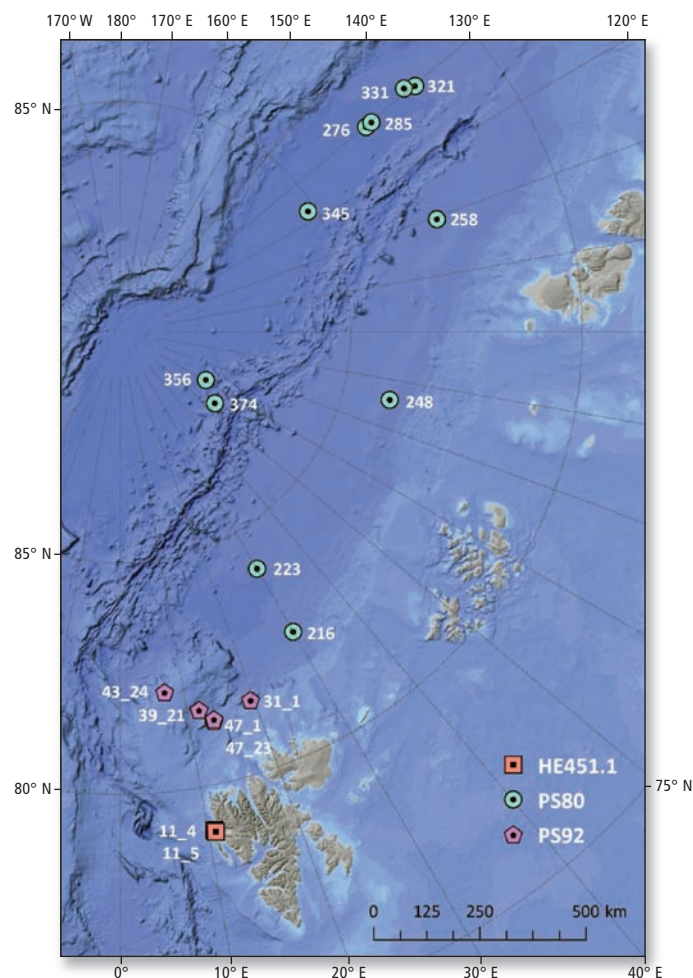 170° W 180° 170° E 160° E 150° E 140° E 130° E 120° E
331 321
85° N
276 285
345 258
356
374 248
85° N
223
216
43_24 31_1
39_21 47_1
47_23
HE451.1
80° N 75° N
PS80
11_4 PS92
11_5
0 125 250 500 km
0° 10° E 20° E 30° E 40° E